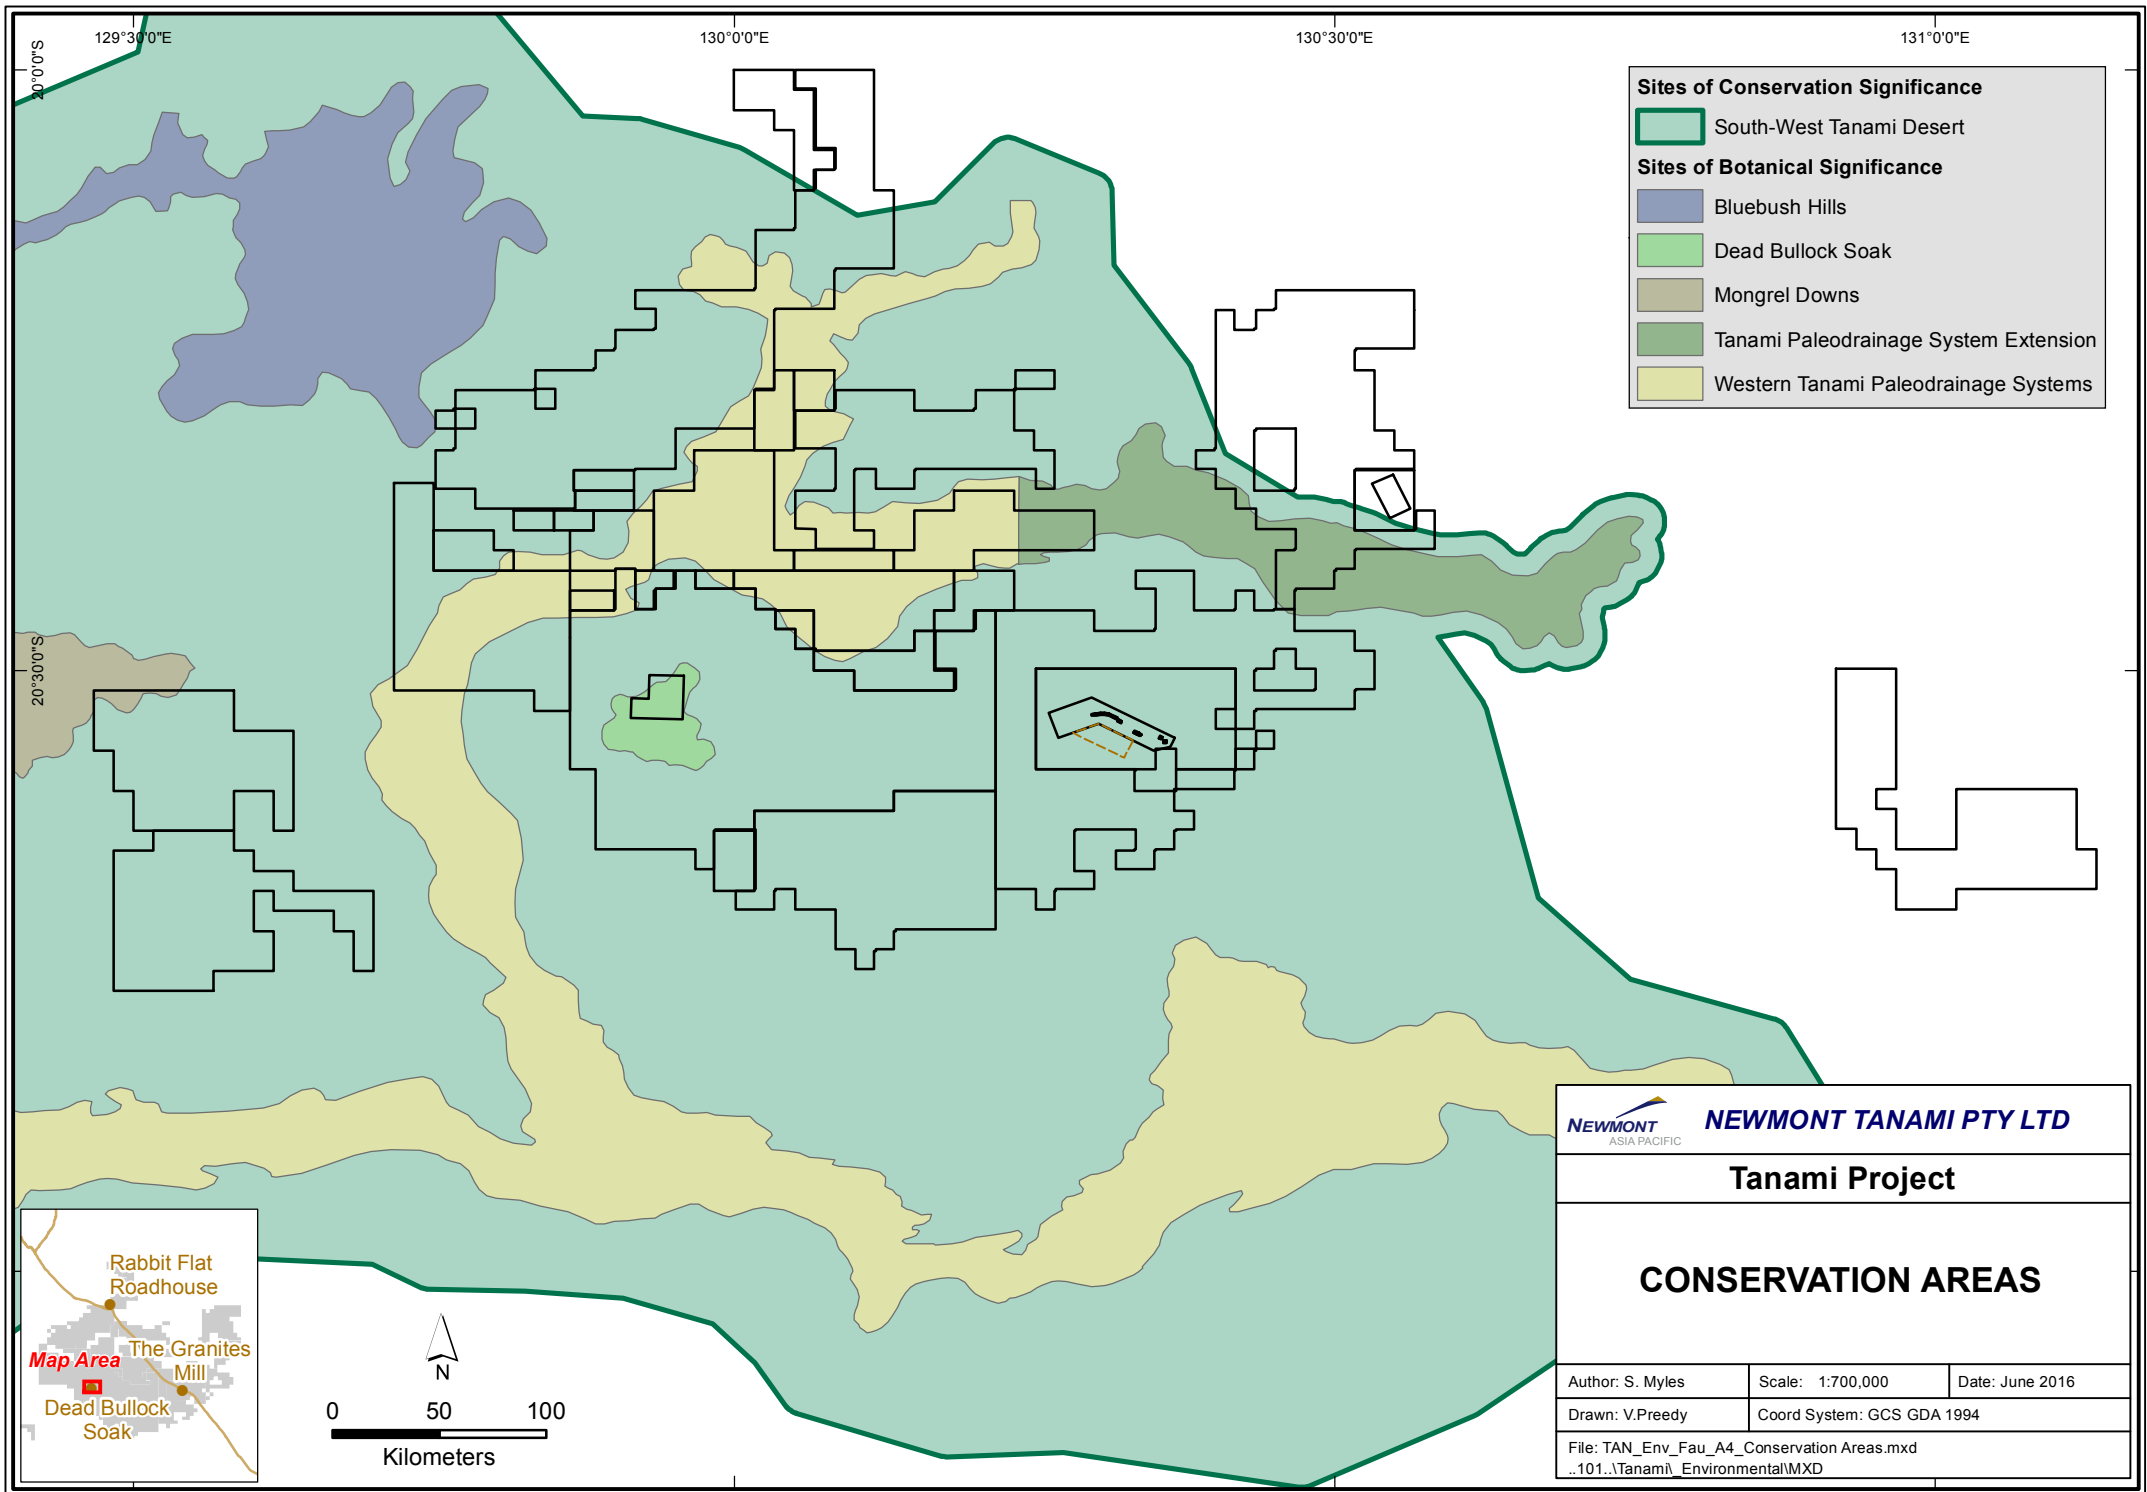 129°30'0"E
130°0'0"E
130°30'0"E
131°0'0"E
20°0'0"S
20°30'0"S
Sites of Conservation Significance
South-West Tanami Desert
Sites of Botanical Significance
Bluebush Hills
Dead Bullock Soak
Mongrel Downs
Tanami Paleodrainage System Extension
Western Tanami Paleodrainage Systems
Rabbit Flat
Roadhouse
The Granites
Mill
Map Area
Dead Bullock
Soak
N
0 50 100
Kilometers
NEWMONT
ASIA PACIFIC
NEWMONT TANAMI PTY LTD
Tanami Project
CONSERVATION AREAS
Author: S. Myles
Scale: 1:700,000
Date: June 2016
Drawn: V.Preedy
Coord System: GCS GDA 1994
File: TAN_Env_Fau_A4_Conservation Areas.mxd
..101..\Tanami\_Environmental\MXD